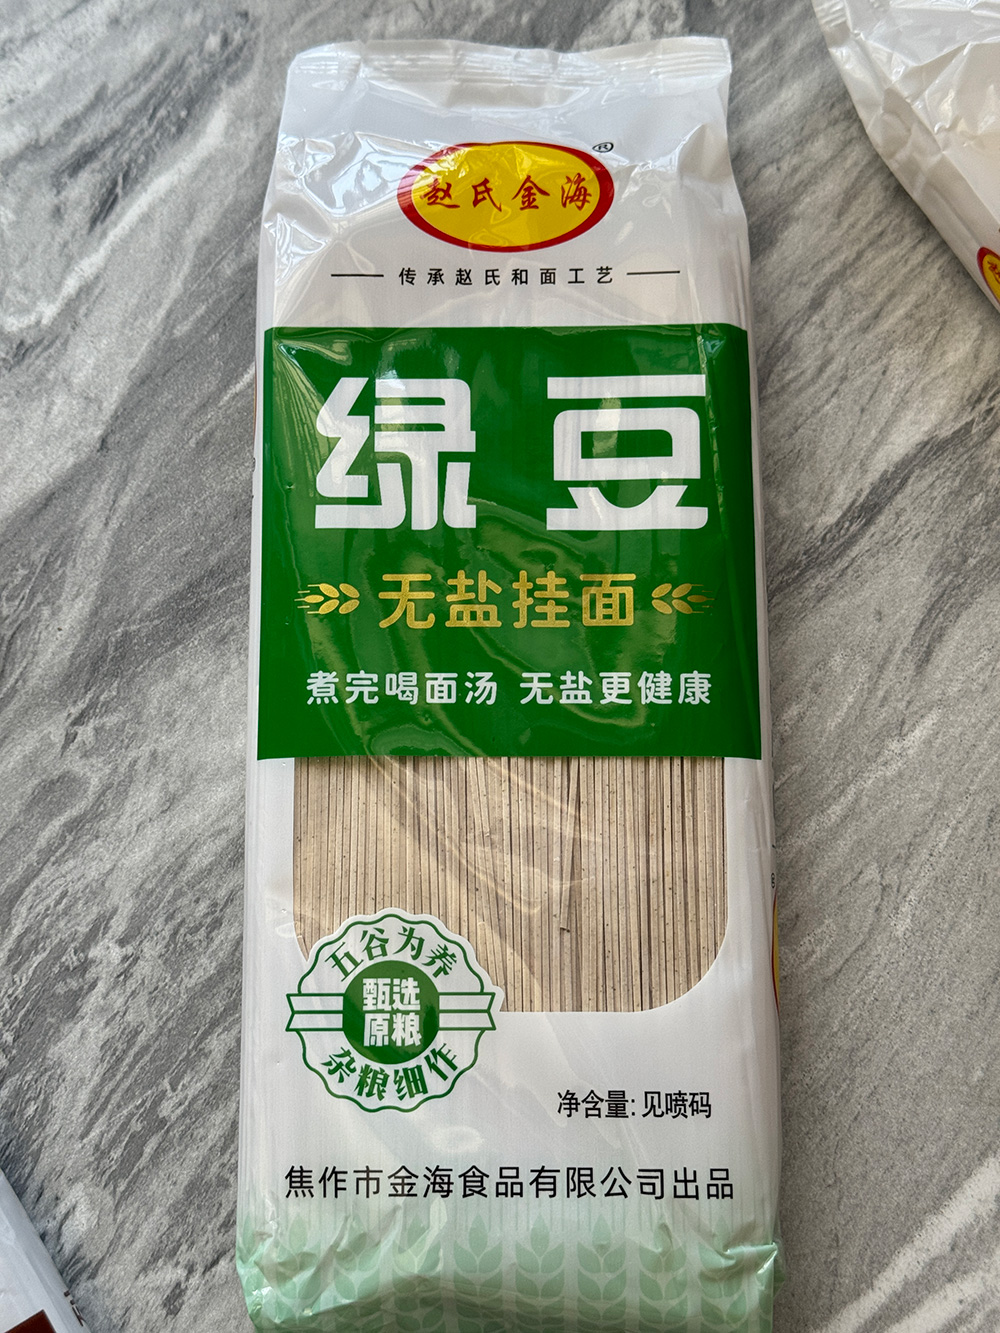 赵氏金海®
传承赵氏和面工艺
绿豆
无盐挂面
煮完喝面汤 无盐更健康
五谷为养
甄选
原粮
杂粮细作
净含量: 见喷码
焦作市金海食品有限公司出品